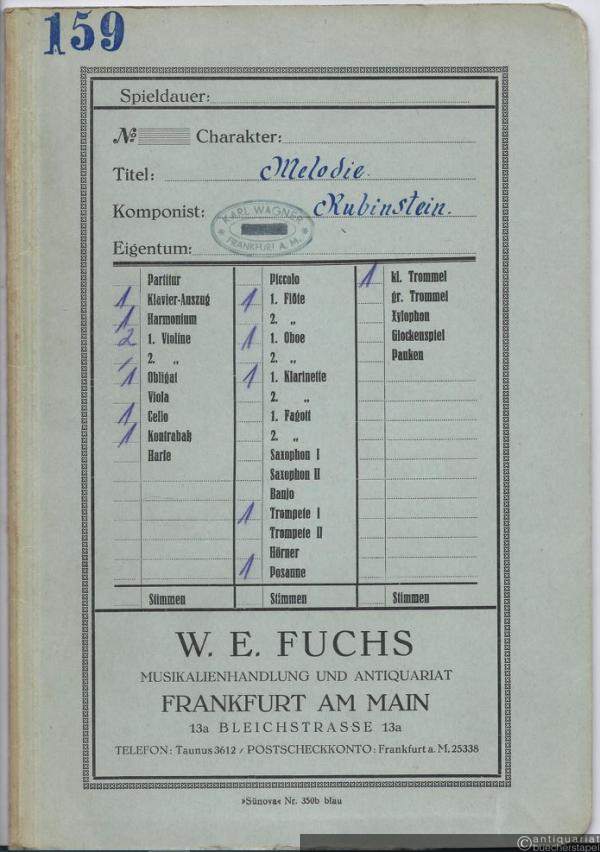 159
Spieldauer:
№ Charakter:
Titel: Melodie.
Komponist: Rubinstein.
KARL WAGNER
FRANKFURT A. M.
Eigentum:
Partitur
1 Klavier-Auszug
1 Harmonium
2 1. Violine
2. „
1 Obligat
Viola
1 Cello
1 Kontrabaß
Harfe
Stimmen
Piccolo
1 1. Flöte
2. „
1 1. Oboe
2. „
1 1. Klarinette
2. „
1. Fagott
2. „
Saxophon I
Saxophon II
Banjo
1 Trompete I
Trompete II
Hörner
1 Posaune
Stimmen
1 kl. Trommel
gr. Trommel
Xylophon
Glockenspiel
Pauken
Stimmen
W. E. FUCHS
MUSIKALIENHANDLUNG UND ANTIQUARIAT
FRANKFURT AM MAIN
13a BLEICHSTRASSE 13a
TELEFON: Taunus 3612 / POSTSCHECKKONTO: Frankfurt a. M. 25338
»Sünova« Nr. 350b blau
©antiquariat
buecherstapel